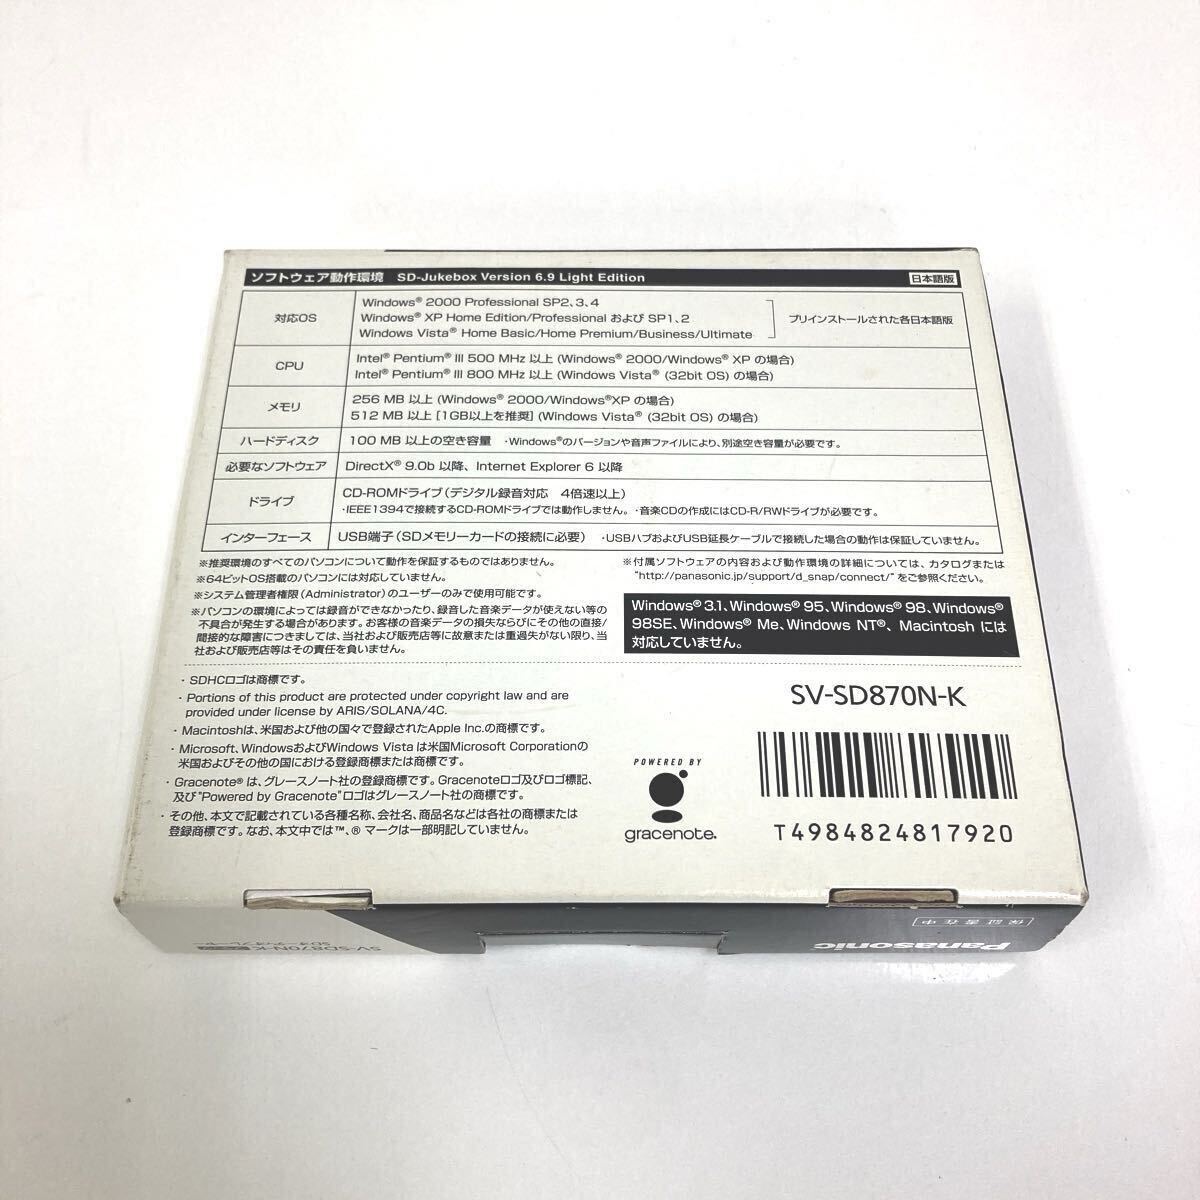 ソフトウェア動作環境 SD-Jukebox Version 6.9 Light Edition 日本語版
対応OS
Windows® 2000 Professional SP2、3、4
Windows® XP Home Edition/Professional および SP1、2
Windows Vista® Home Basic/Home Premium/Business/Ultimate
プリインストールされた各日本語版
CPU
Intel® Pentium® III 500 MHz 以上 (Windows® 2000/Windows® XP の場合)
Intel® Pentium® III 800 MHz 以上 (Windows Vista® (32bit OS) の場合)
メモリ
256 MB 以上 (Windows® 2000/Windows®XP の場合)
512 MB 以上 [1GB以上を推奨] (Windows Vista® (32bit OS) の場合)
ハードディスク
100 MB 以上の空き容量 ・Windows®のバージョンや音声ファイルにより、別途空き容量が必要です。
必要なソフトウェア
DirectX® 9.0b 以降、Internet Explorer 6 以降
ドライブ
CD-ROMドライブ(デジタル録音対応 4倍速以上)
・IEEE1394で接続するCD-ROMドライブでは動作しません。・音楽CDの作成にはCD-R/RWドライブが必要です。
インターフェース
USB端子(SDメモリーカードの接続に必要) ・USBハブおよびUSB延長ケーブルで接続した場合の動作は保証していません。
※推奨環境のすべてのパソコンについて動作を保証するものではありません。
※64ビットOS搭載のパソコンには対応していません。
※システム管理者権限(Administrator)のユーザーのみで使用可能です。
※パソコンの環境によっては録音ができなかったり、録音した音楽データが使えない等の
不具合が発生する場合があります。お客様の音楽データの損失ならびにその他の直接/
間接的な障害につきましては、当社および販売店等に故意または重過失がない限り、当
社および販売店等はその責任を負いません。
※付属ソフトウェアの内容および動作環境の詳細については、カタログまたは
"http://panasonic.jp/support/d_snap/connect/"をご参照ください。
Windows® 3.1、Windows® 95、Windows® 98、Windows®
98SE、Windows® Me、Windows NT®、Macintosh には
対応していません。
・SDHCロゴは商標です。
・Portions of this product are protected under copyright law and are
provided under license by ARIS/SOLANA/4C.
・Macintoshは、米国および他の国々で登録されたApple Inc.の商標です。
・Microsoft、WindowsおよびWindows Vista は米国Microsoft Corporationの
米国およびその他の国における登録商標または商標です。
・Gracenote® は、グレースノート社の登録商標です。Gracenoteロゴ及びロゴ標記、
及び"Powered by Gracenote"ロゴはグレースノート社の商標です。
・その他、本文で記載されている各種名称、会社名、商品名などは各社の商標または
登録商標です。なお、本文中では™、® マークは一部明記していません。
SV-SD870N-K
POWERED BY
gracenote.
T4984824817920
保証書在中
Panasonic
SV-SD870N-K
SDオーディオプレーヤー